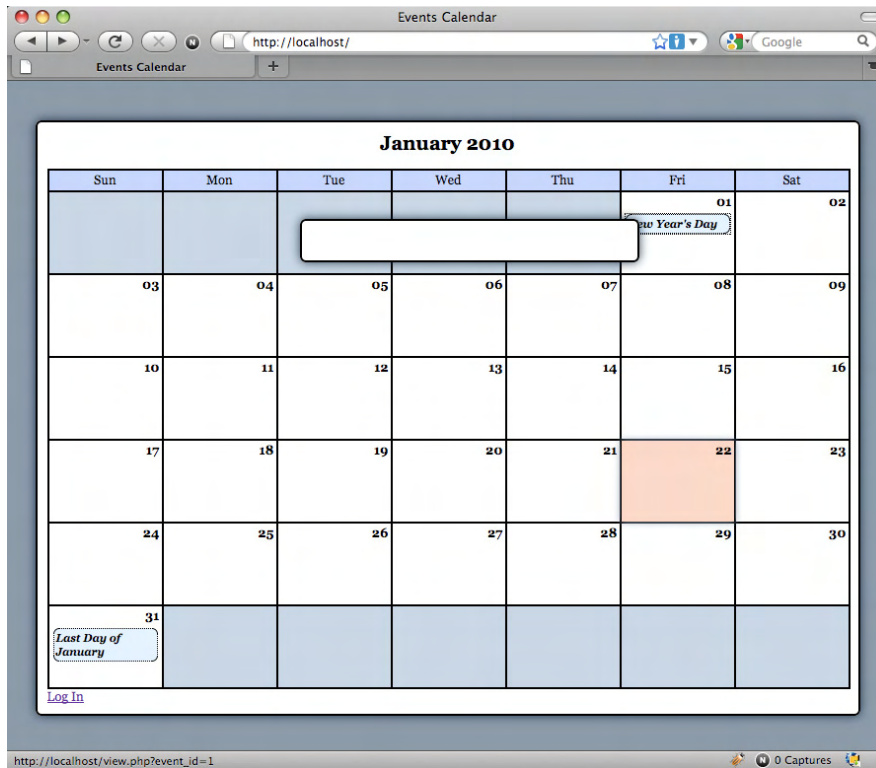 Events Calendar
http://localhost/
Google
Events Calendar
+
January 2010
Sun Mon Tue Wed Thu Fri Sat
01 02
Year's Day
03 04 05 06 07 08 09
10 11 12 13 14 15 16
17 18 19 20 21 22 23
24 25 26 27 28 29 30
31
Last Day of
January
Log In
http://localhost/view.php?event_id=1
N 0 Captures